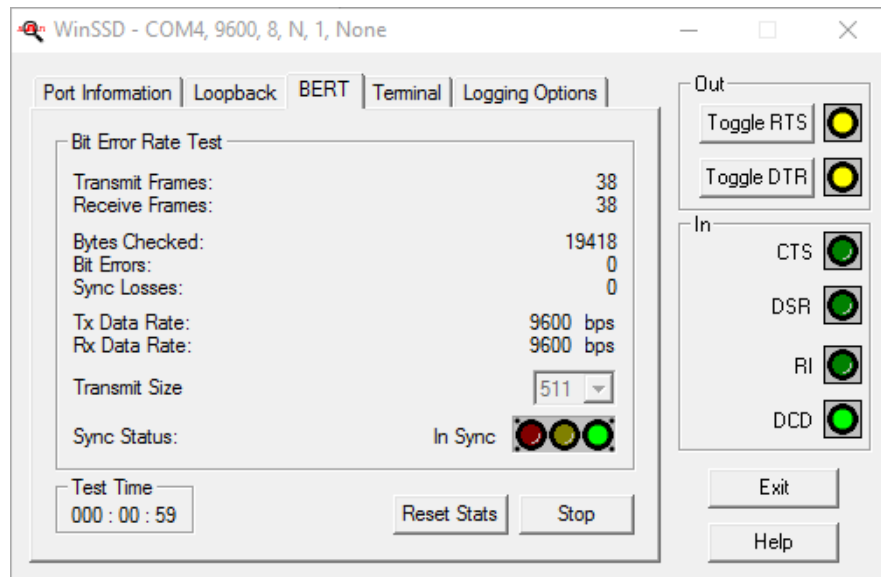 WinSSD - COM4, 9600, 8, N, 1, None
Port Information
Loopback
BERT
Terminal
Logging Options
Bit Error Rate Test
Transmit Frames: 38
Receive Frames: 38
Bytes Checked: 19418
Bit Errors: 0
Sync Losses: 0
Tx Data Rate: 9600 bps
Rx Data Rate: 9600 bps
Transmit Size 511
Sync Status: In Sync
Test Time
000 : 00 : 59
Reset Stats
Stop
Out
Toggle RTS
Toggle DTR
In
CTS
DSR
RI
DCD
Exit
Help